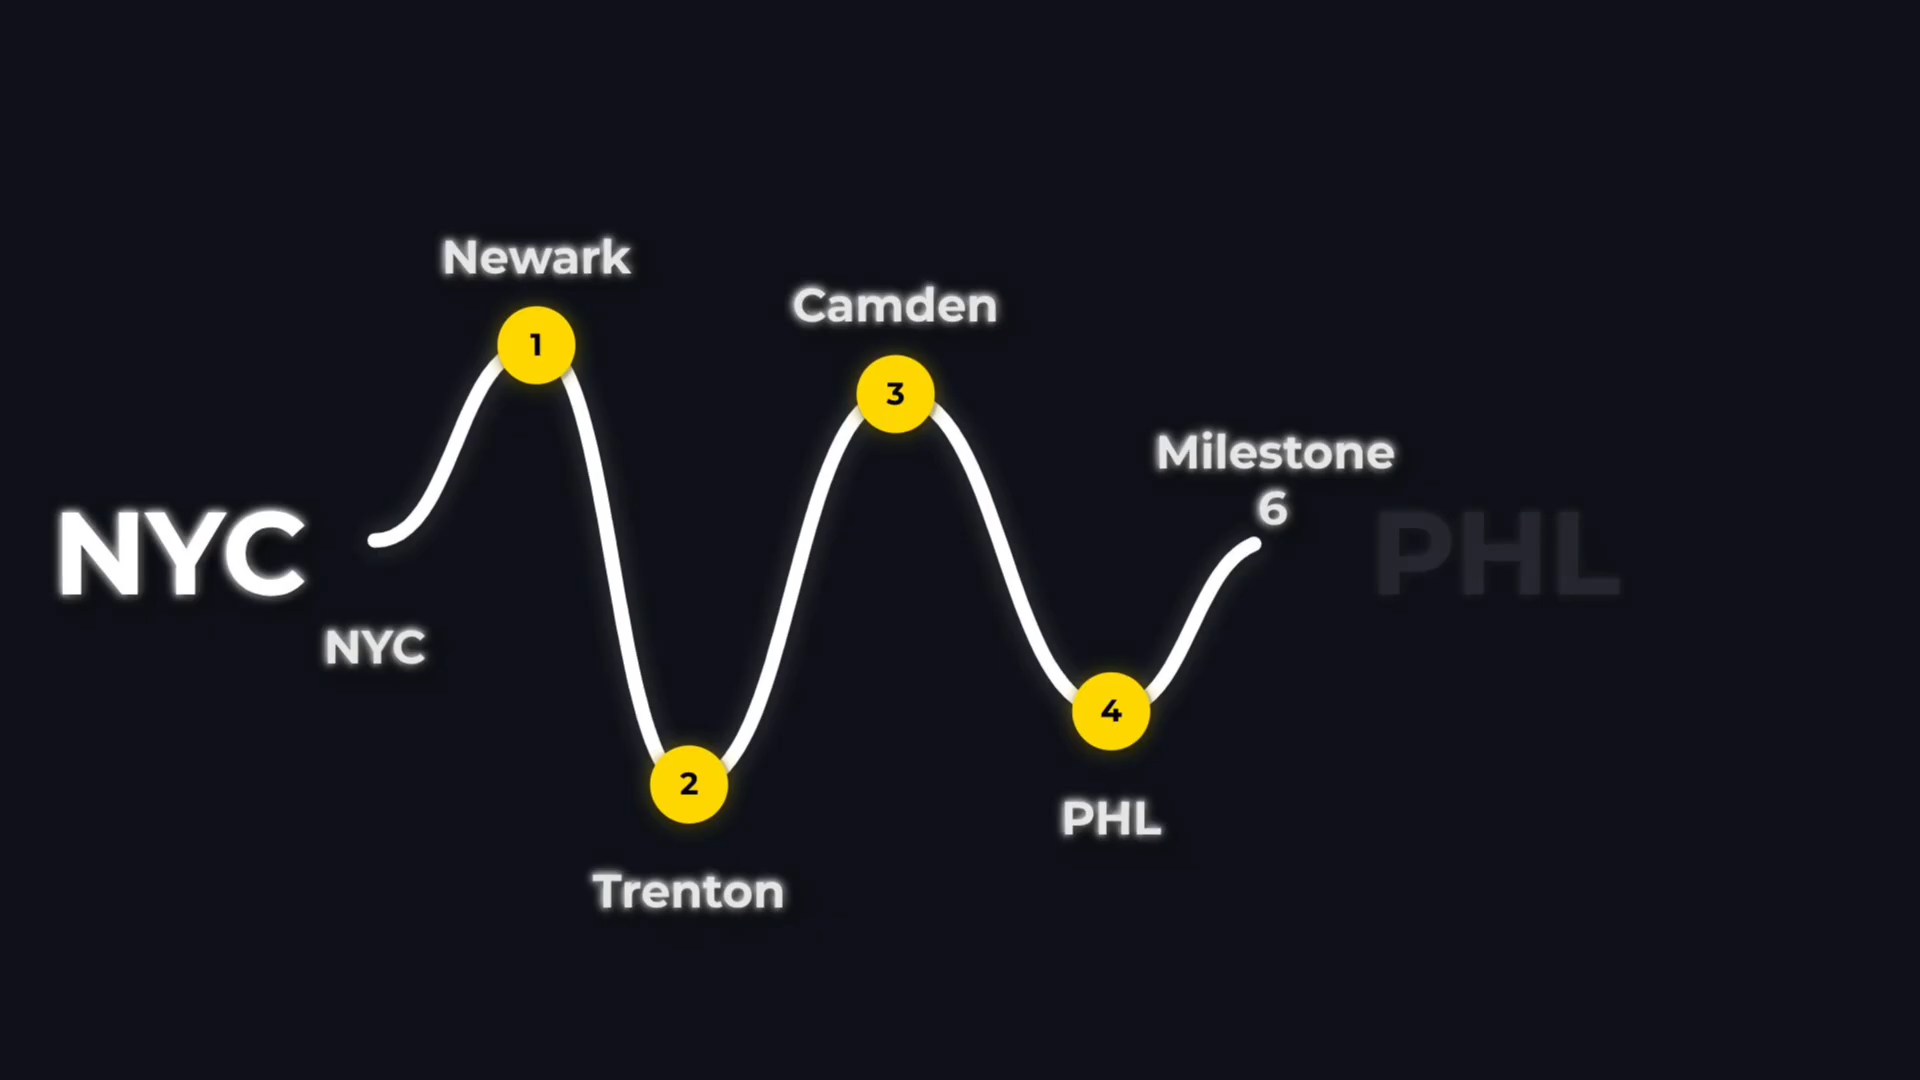 Newark
1
Camden
3
Milestone
6
NYC
PHL
NYC
4
2
PHL
Trenton